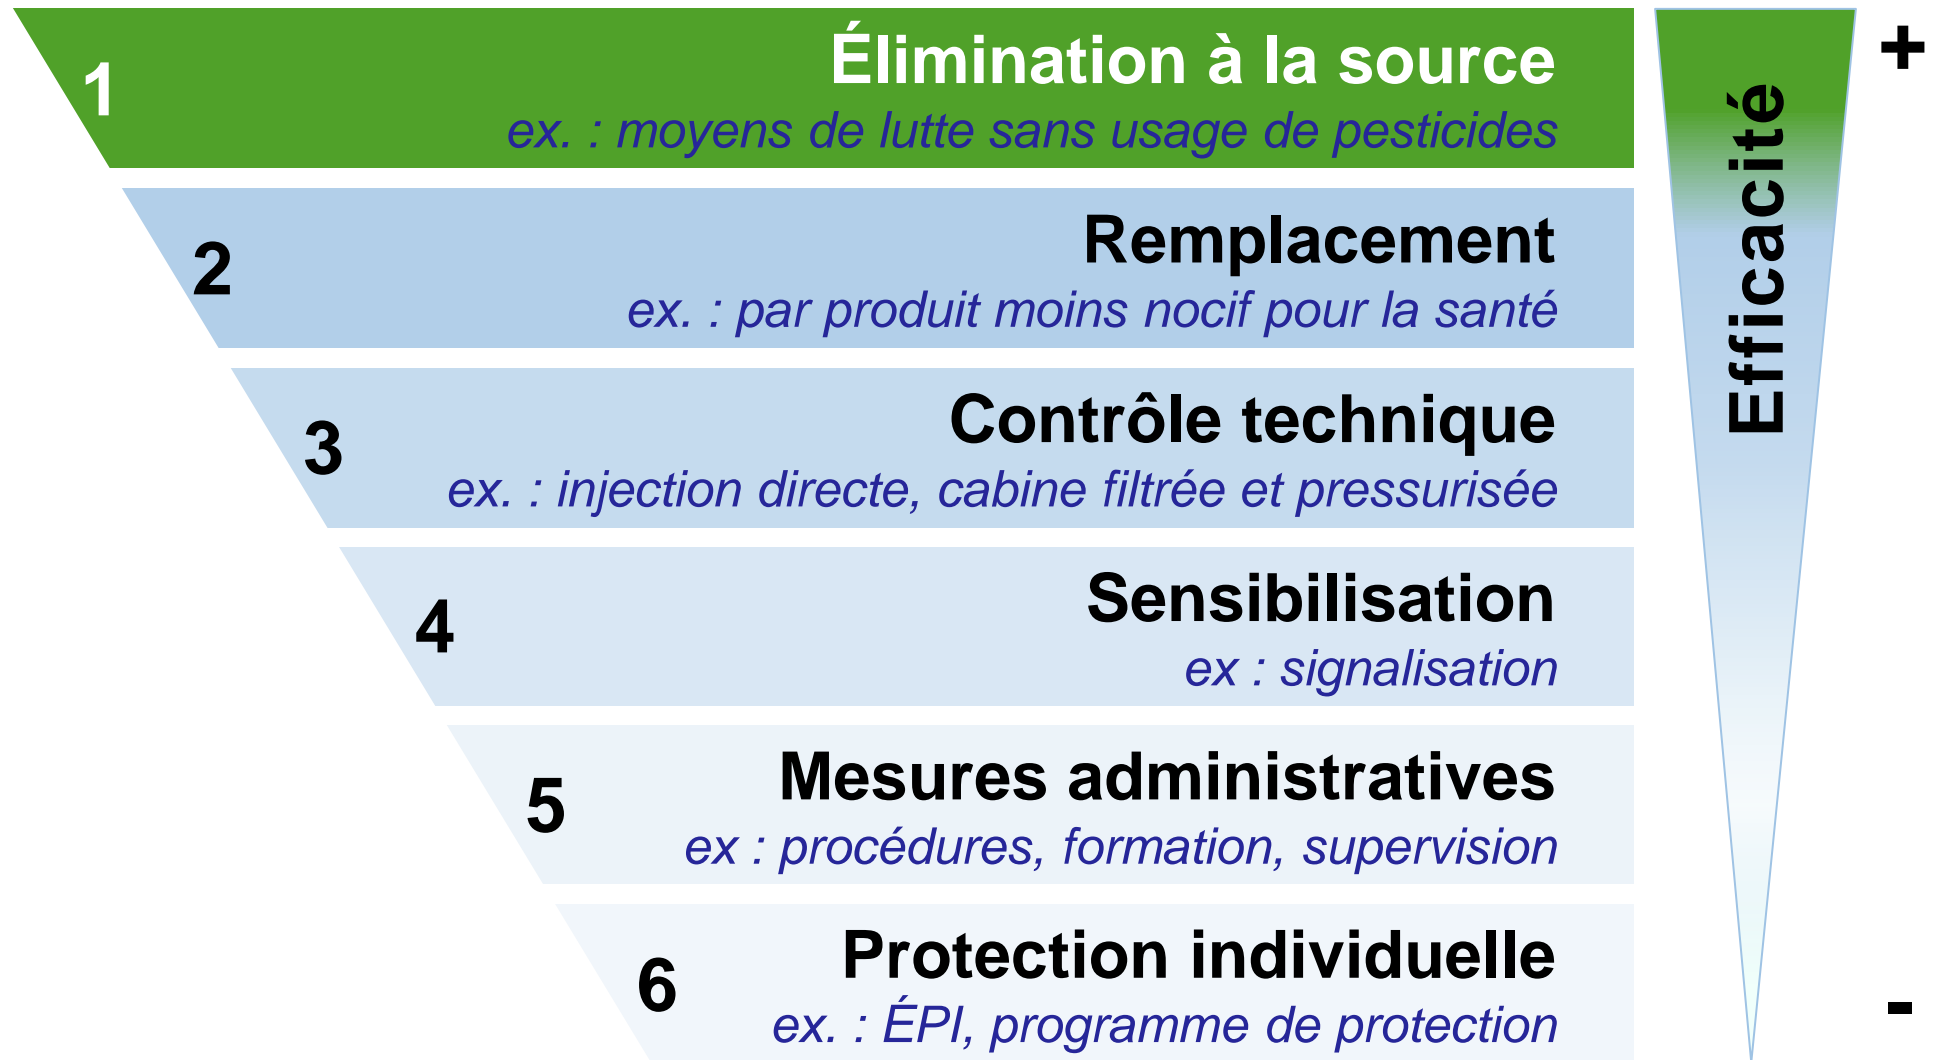 1
Élimination à la source
ex. : moyens de lutte sans usage de pesticides
2
Remplacement
ex. : par produit moins nocif pour la santé
3
Contrôle technique
ex. : injection directe, cabine filtrée et pressurisée
4
Sensibilisation
ex : signalisation
5
Mesures administratives
ex : procédures, formation, supervision
6
Protection individuelle
ex. : ÉPI, programme de protection
+
Efficacité
-